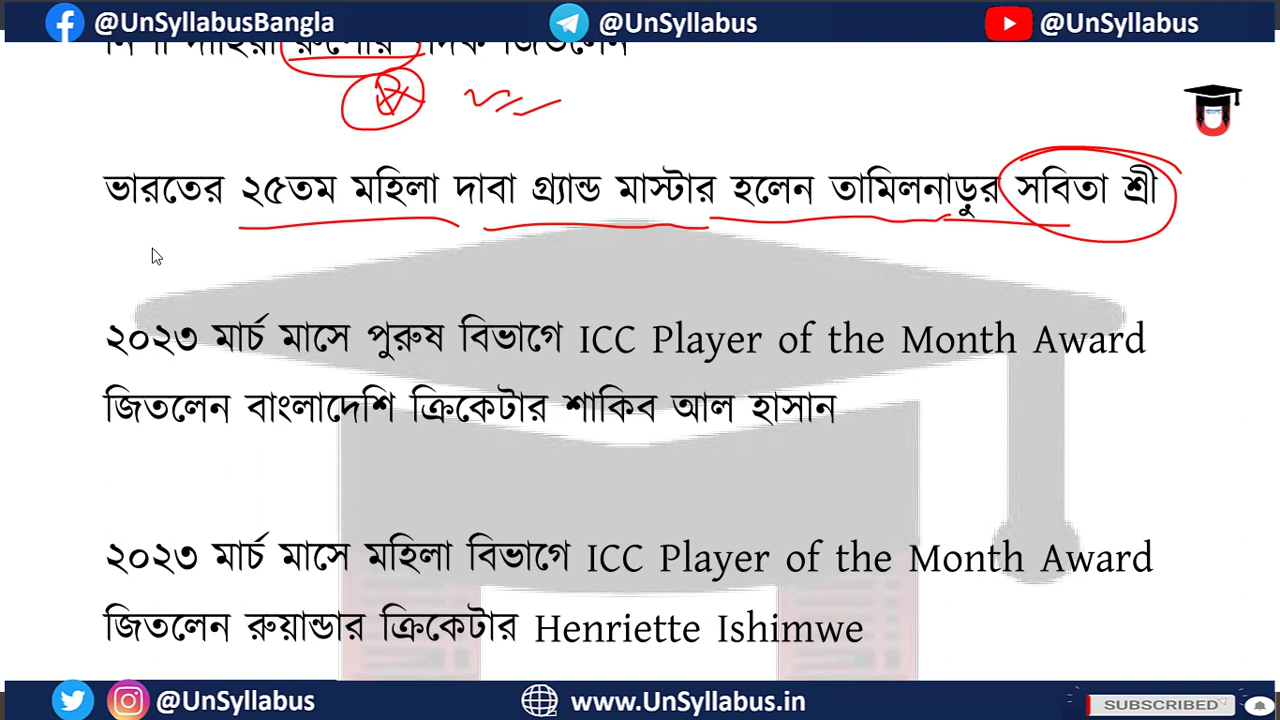 @UnSyllabusBangla @UnSyllabus @UnSyllabus
জিতলেন
ভারতের ২৫তম মহিলা দাবা গ্র্যান্ড মাস্টার হলেন তামিলনাড়ুর সবিতা শ্রী
২০২৩ মার্চ মাসে পুরুষ বিভাগে ICC Player of the Month Award
জিতলেন বাংলাদেশি ক্রিকেটার শাকিব আল হাসান
২০২৩ মার্চ মাসে মহিলা বিভাগে ICC Player of the Month Award
জিতলেন রুয়ান্ডার ক্রিকেটার Henriette Ishimwe
@UnSyllabus www.UnSyllabus.in SUBSCRIBED